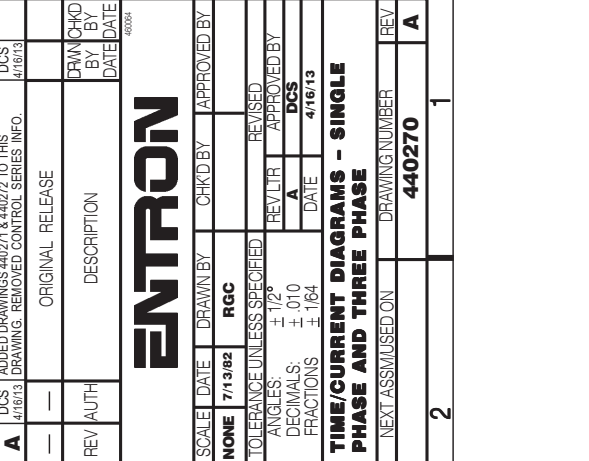 A DCS 4/16/13 ADDED DRAWINGS 440271 & 440272 TO THIS DRAWING. REMOVED CONTROL SERIES INFO. DCS 4/16/13
— — ORIGINAL RELEASE
REV AUTH DESCRIPTION DRWN BY DATE CHKD BY DATE
460064
ENTRON
SCALE DATE DRAWN BY CHK'D BY APPROVED BY
NONE 7/13/82 RGC
TOLERANCE UNLESS SPECIFIED REVISED
ANGLES: ± 1/2° REV LTR APPROVED BY
DECIMALS: ± .010 A DCS
FRACTIONS ± 1/64 DATE 4/16/13
TIME/CURRENT DIAGRAMS – SINGLE
PHASE AND THREE PHASE
NEXT ASSM/USED ON DRAWING NUMBER REV
440270 A
2 1